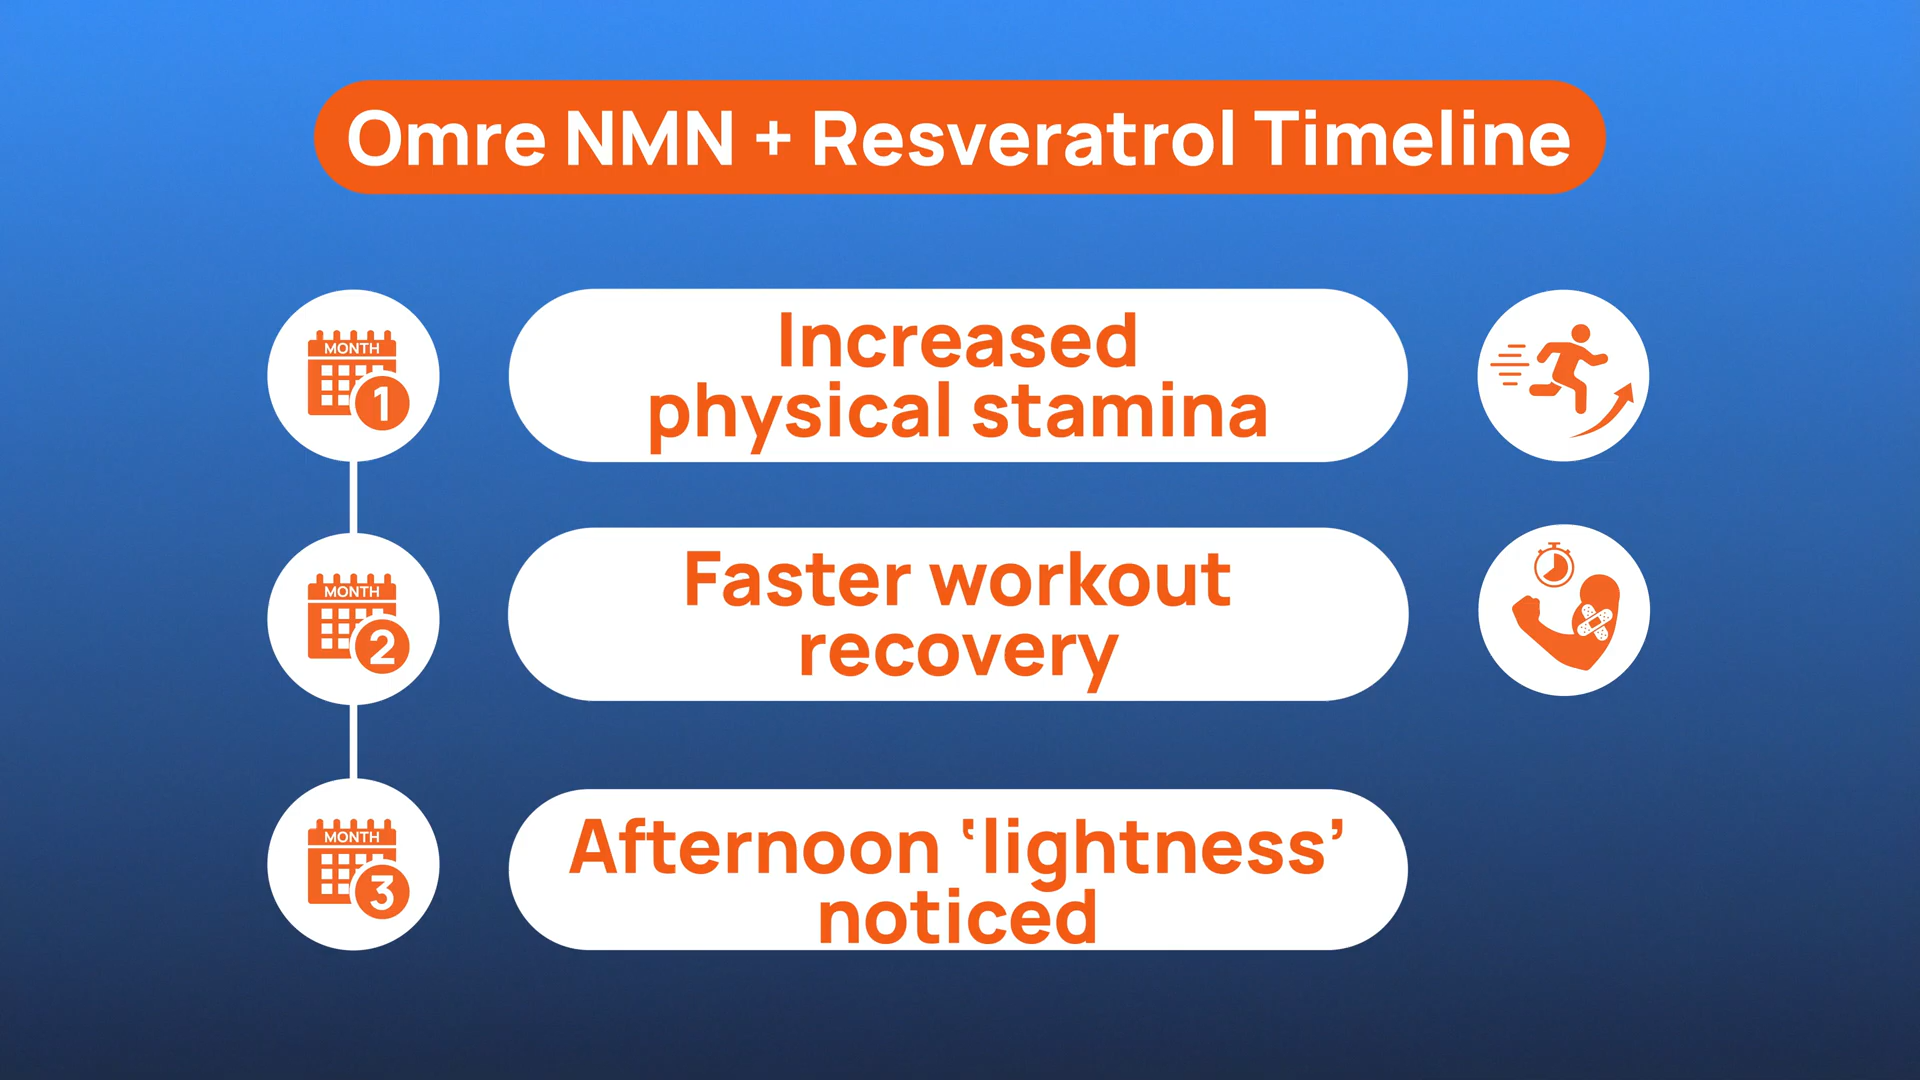 Omre NMN + Resveratrol Timeline
MONTH
1
Increased
physical stamina
MONTH
2
Faster workout
recovery
MONTH
3
Afternoon ‘lightness’
noticed